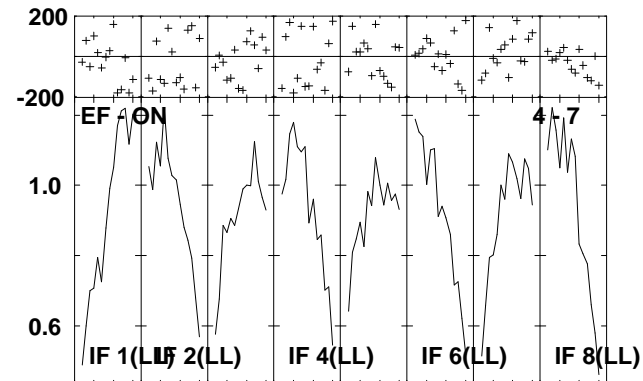 200
-200
EF - ON 4 - 7
1.0
0.6
IF 1(LL) IF 2(LL) IF 4(LL) IF 6(LL) IF 8(LL)